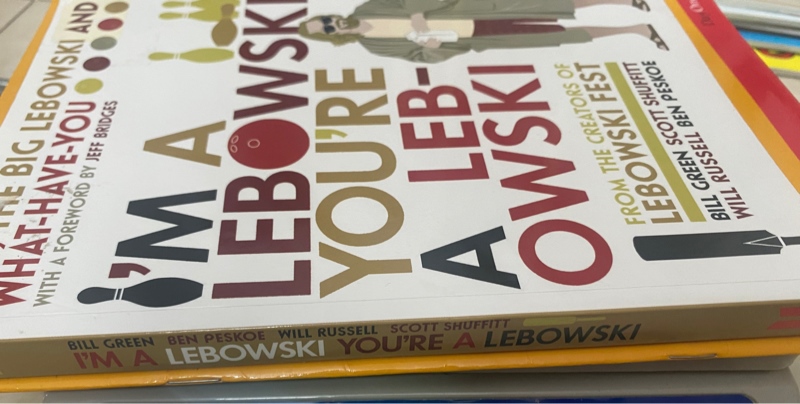 THE BIG LEBOWSKI AND
WHAT-HAVE-YOU
WITH A FOREWORD BY JEFF BRIDGES
I'M A
LEBOWSKI
YOU'RE
A LEB-
OWSKI
FROM THE CREATORS OF
LEBOWSKI FEST
BILL GREEN SCOTT SHUFFITT
WILL RUSSELL BEN PESKOE
BILL GREEN BEN PESKOE WILL RUSSELL SCOTT SHUFFITT
I'M A LEBOWSKI YOU'RE A LEBOWSKI